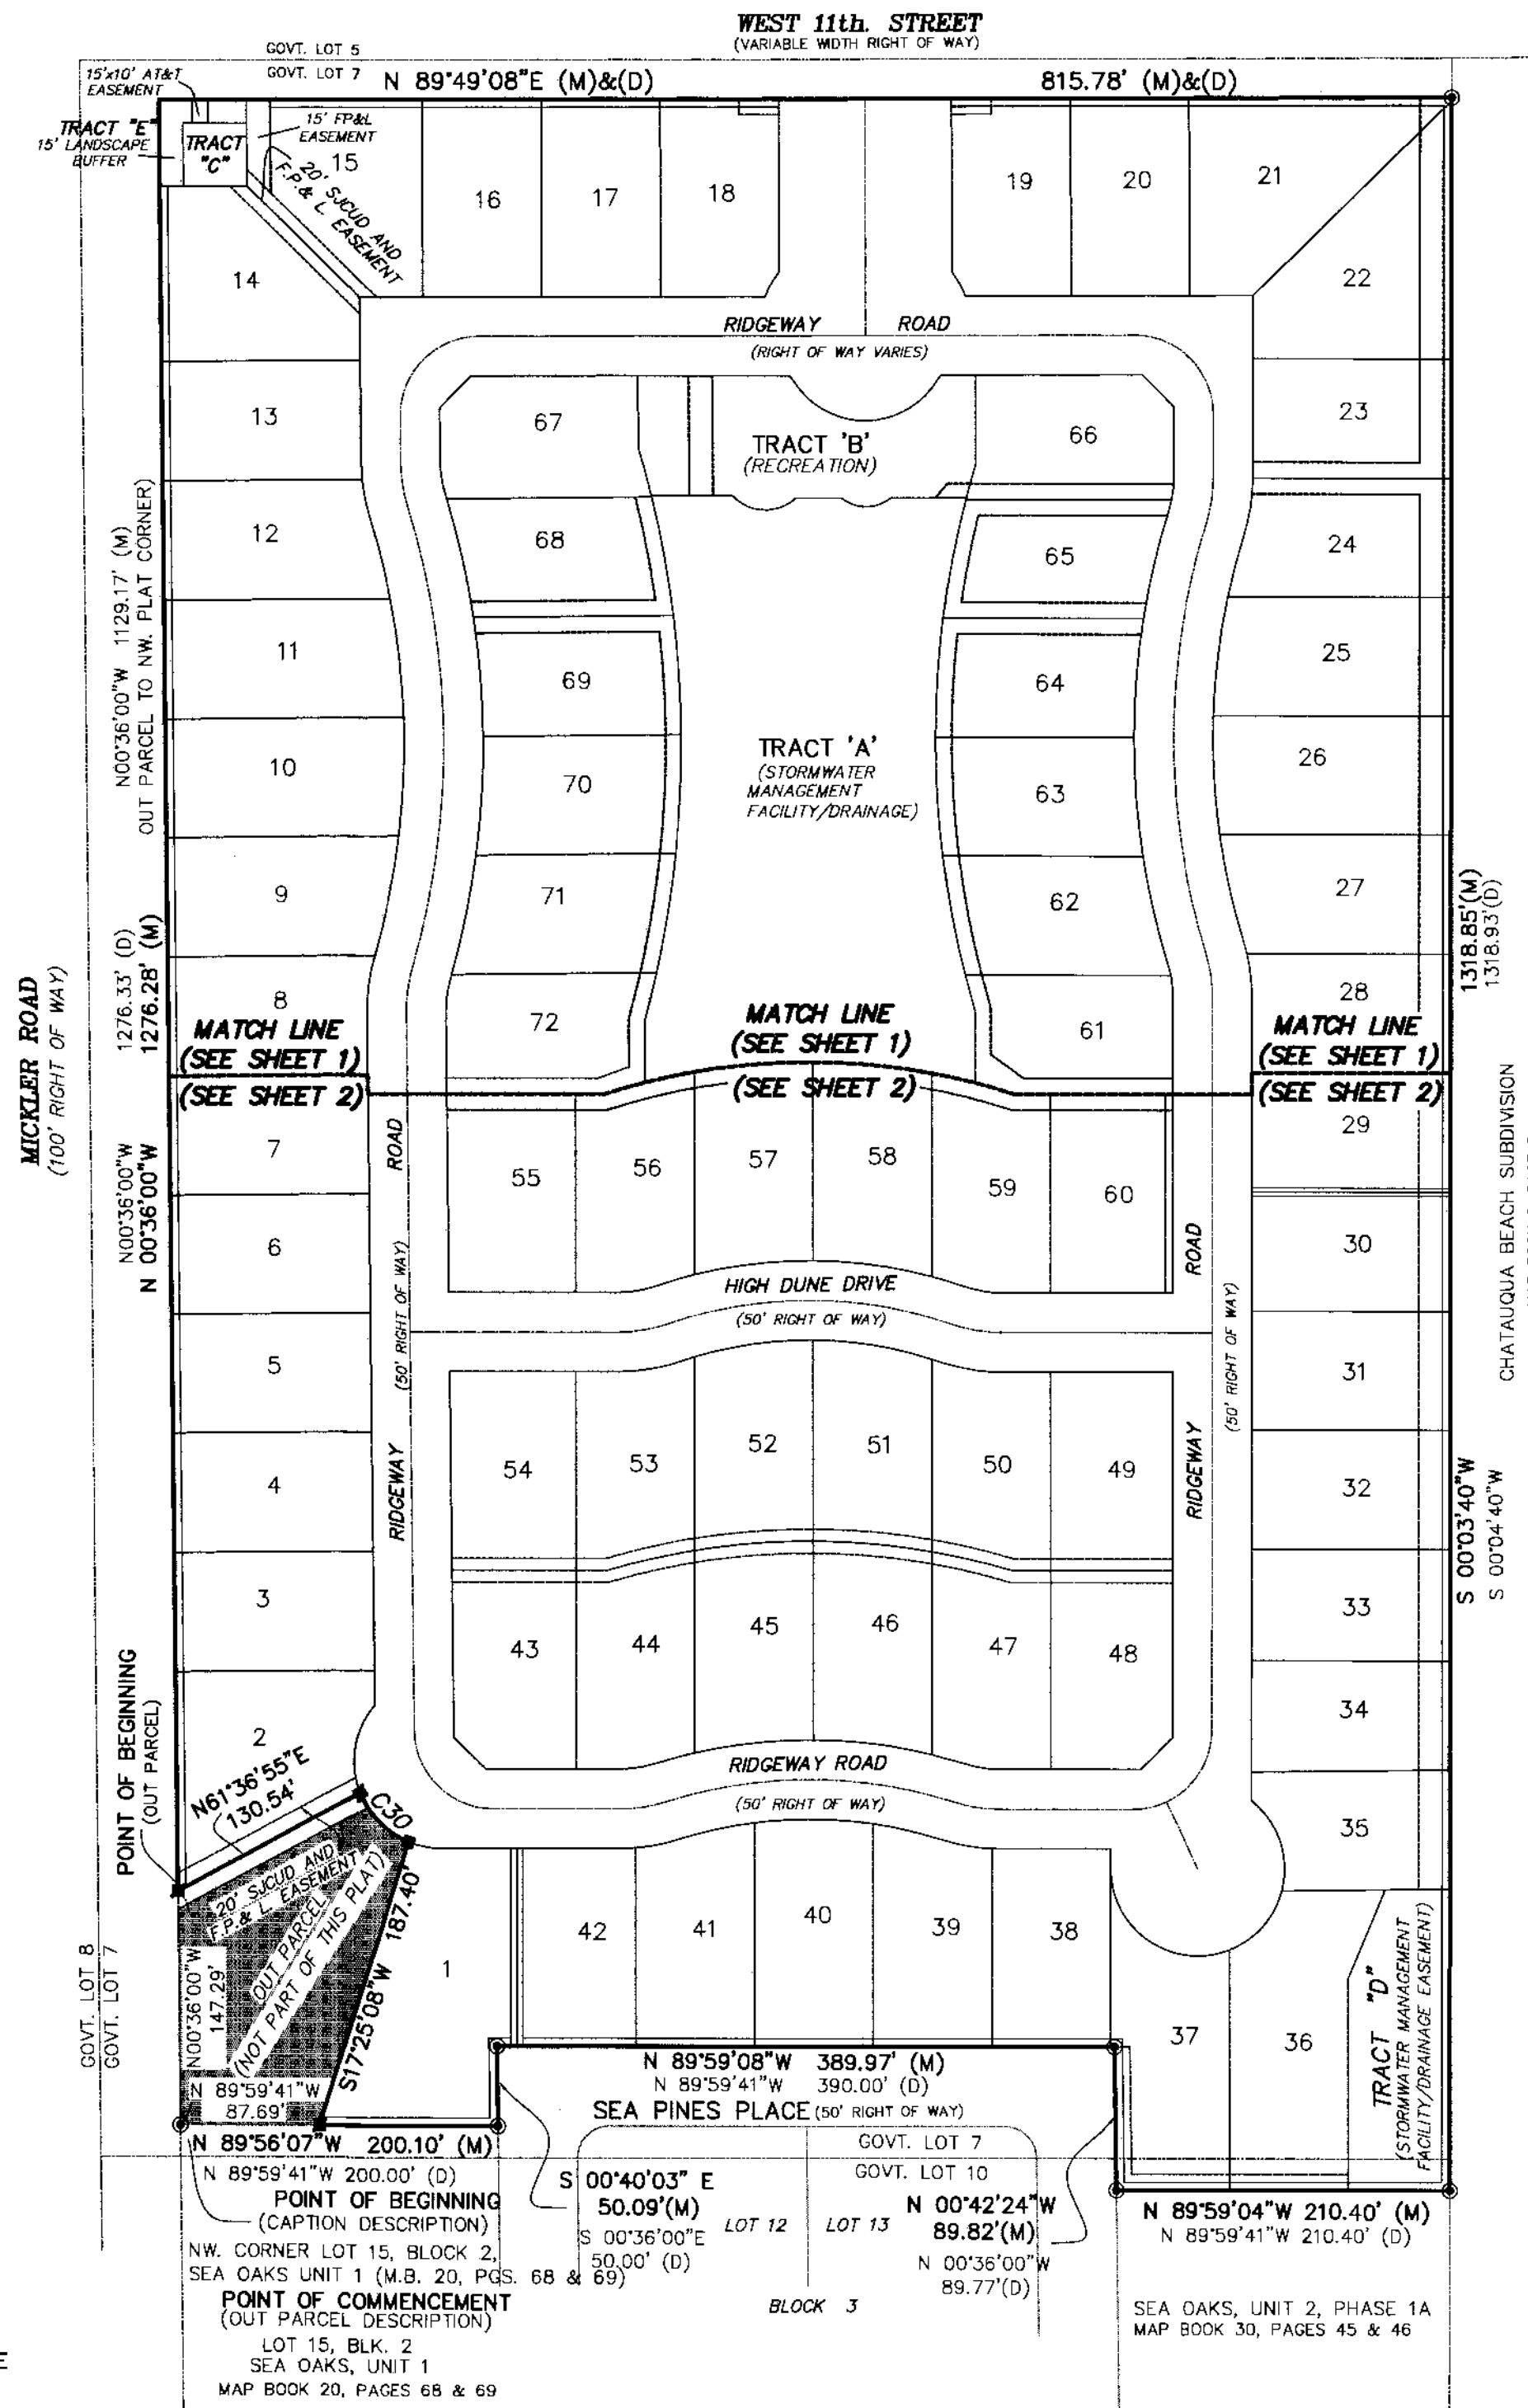 WEST 11th. STREET
(VARIABLE WIDTH RIGHT OF WAY)
GOVT. LOT 5
GOVT. LOT 7
N 89°49'08"E (M)&(D)
815.78' (M)&(D)
15'x10' AT&T
EASEMENT
TRACT "E"
15' LANDSCAPE
BUFFER
TRACT
"C"
15' FP&L
EASEMENT
20' SJCUD AND
F.P.& L. EASEMENT
15
16
17
18
19
20
21
14
22
RIDGEWAY ROAD
(RIGHT OF WAY VARIES)
13
67
TRACT 'B'
(RECREATION)
66
23
12
68
65
24
11
69
64
25
10
70
TRACT 'A'
(STORMWATER
MANAGEMENT
FACILITY/DRAINAGE)
63
26
9
71
62
27
8
72
61
28
N00°36'00"W 1129.17' (M)
OUT PARCEL TO NW. PLAT CORNER)
1276.33' (D)
1276.28' (M)
N00°36'00"W
N 00°36'00"W
MICKLER ROAD
(100' RIGHT OF WAY)
1318.85'(M)
1318.93'(D)
S 00°03'40"W
S 00°04'40"W
CHATAUQUA BEACH SUBDIVISION
MATCH LINE
(SEE SHEET 1)
(SEE SHEET 2)
MATCH LINE
(SEE SHEET 1)
(SEE SHEET 2)
MATCH LINE
(SEE SHEET 1)
(SEE SHEET 2)
7
55
56
57
58
59
60
29
6
30
RIDGEWAY ROAD
(50' RIGHT OF WAY)
HIGH DUNE DRIVE
(50' RIGHT OF WAY)
RIDGEWAY ROAD
(50' RIGHT OF WAY)
5
31
4
54
53
52
51
50
49
32
3
43
44
45
46
47
48
33
2
34
RIDGEWAY ROAD
(50' RIGHT OF WAY)
35
POINT OF BEGINNING
(OUT PARCEL)
N61°36'55"E
130.54'
C30
20' SJCUD AND
F.P.& L. EASEMENT
OUT PARCEL
(NOT PART OF THIS PLAT)
S17°25'08"W 187.40'
N00°36'00"W
147.29'
N 89°59'41"W
87.69'
GOVT. LOT 8
GOVT. LOT 7
1
42
41
40
39
38
37
36
TRACT "D"
(STORMWATER MANAGEMENT
FACILITY/DRAINAGE EASEMENT)
N 89°59'08"W 389.97' (M)
N 89°59'41"W 390.00' (D)
SEA PINES PLACE (50' RIGHT OF WAY)
N 89°56'07"W 200.10' (M)
N 89°59'41"W 200.00' (D)
POINT OF BEGINNING
(CAPTION DESCRIPTION)
NW. CORNER LOT 15, BLOCK 2,
SEA OAKS UNIT 1 (M.B. 20, PGS. 68 & 69)
POINT OF COMMENCEMENT
(OUT PARCEL DESCRIPTION)
LOT 15, BLK. 2
SEA OAKS, UNIT 1
MAP BOOK 20, PAGES 68 & 69
S 00°40'03" E
50.09'(M)
S 00°36'00"E
50.00' (D)
GOVT. LOT 7
GOVT. LOT 10
LOT 12
LOT 13
N 00°42'24"W
89.82'(M)
N 00°36'00"W
89.77'(D)
BLOCK 3
N 89°59'04"W 210.40' (M)
N 89°59'41"W 210.40' (D)
SEA OAKS, UNIT 2, PHASE 1A
MAP BOOK 30, PAGES 45 & 46